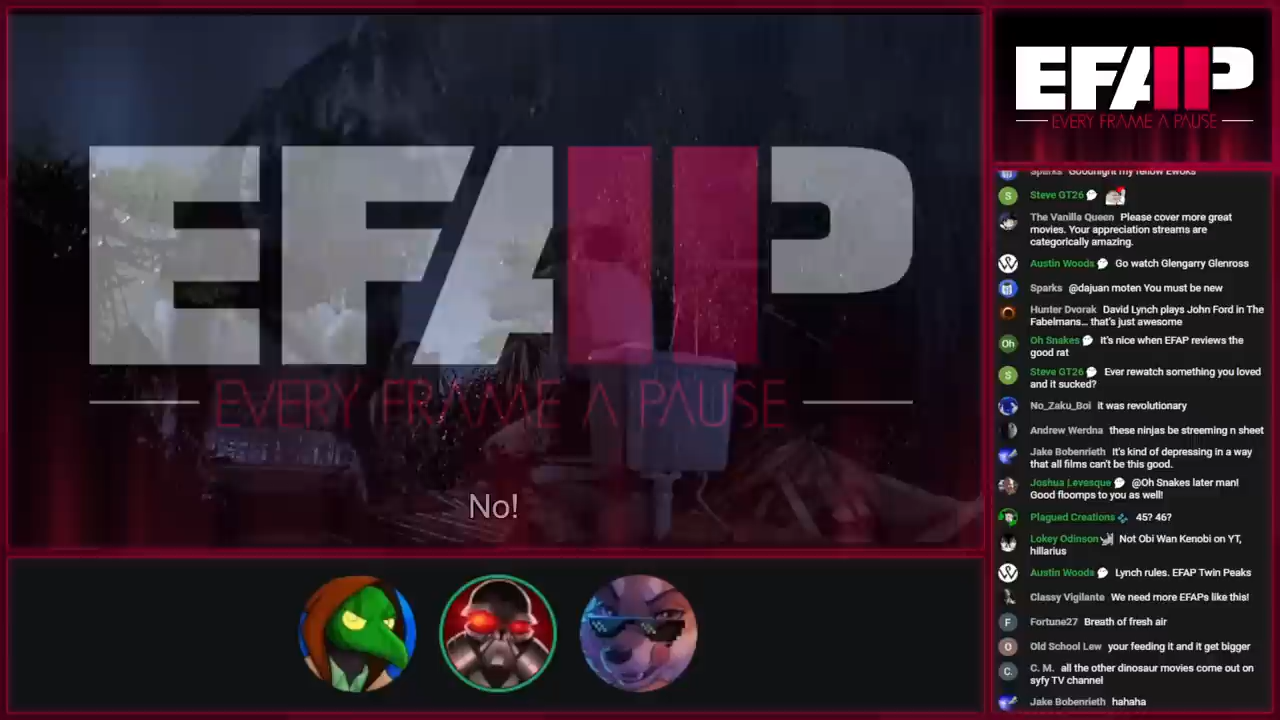 EFAP
EVERY FRAME A PAUSE
No!
EFAP
EVERY FRAME A PAUSE
Sparks Goodnight my fellow Ewoks
S
Steve GT26
The Vanilla Queen Please cover more great
movies. Your appreciation streams are
categorically amazing.
Austin Woods Go watch Glengarry Glenross
Sparks @dajuan moten You must be new
Hunter Dvorak David Lynch plays John Ford in The
Fabelmans... that's just awesome
Oh
Oh Snakes It's nice when EFAP reviews the
good rat
S
Steve GT26 Ever rewatch something you loved
and it sucked?
No_Zaku_Boi it was revolutionary
Andrew Werdna these ninjas be streeming n sheet
Jake Bobenrieth It's kind of depressing in a way
that all films can't be this good.
Joshua Levesque @Oh Snakes later man!
Good floomps to you as well!
Plagued Creations 45? 46?
Lokey Odinson Not Obi Wan Kenobi on YT,
hillarius
Austin Woods Lynch rules. EFAP Twin Peaks
Classy Vigilante We need more EFAPs like this!
F
Fortune27 Breath of fresh air
O
Old School Lew your feeding it and it get bigger
C.
C. M. all the other dinosaur movies come out on
syfy TV channel
Jake Bobenrieth hahaha